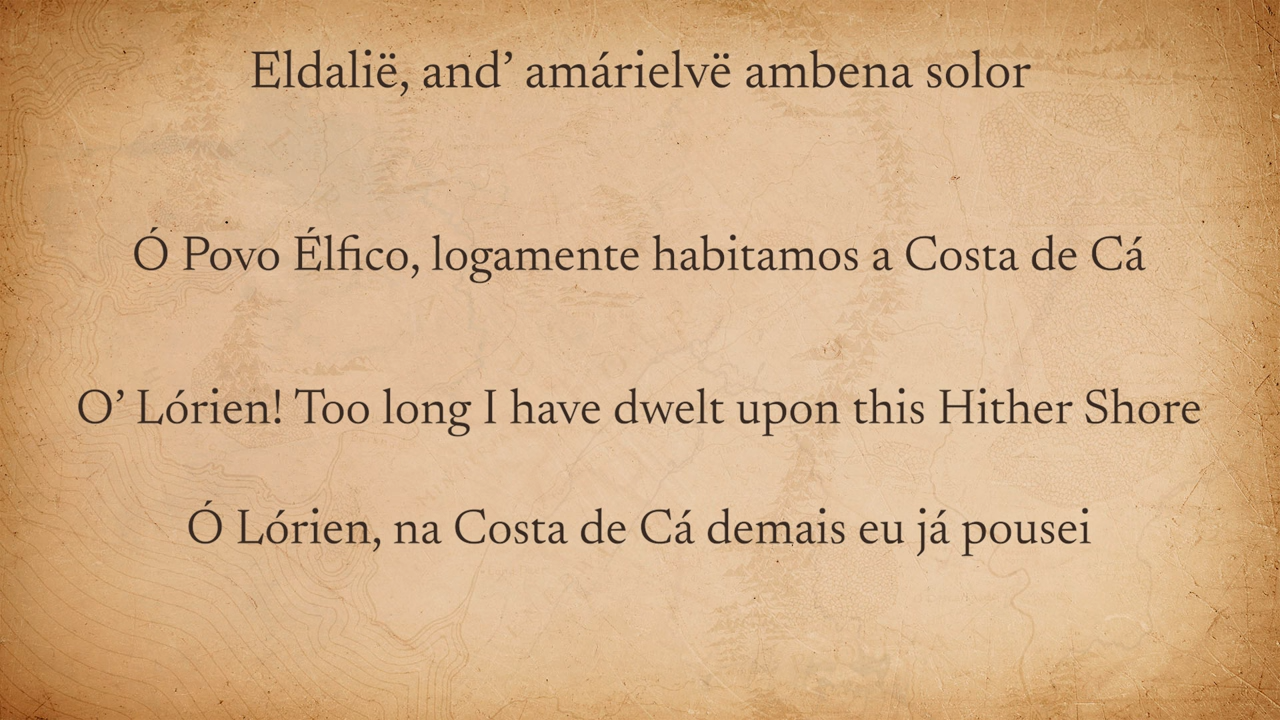 Eldalië, and’ amárielvë ambena solor
Ó Povo Élfico, logamente habitamos a Costa de Cá
O’ Lórien! Too long I have dwelt upon this Hither Shore
Ó Lórien, na Costa de Cá demais eu já pousei